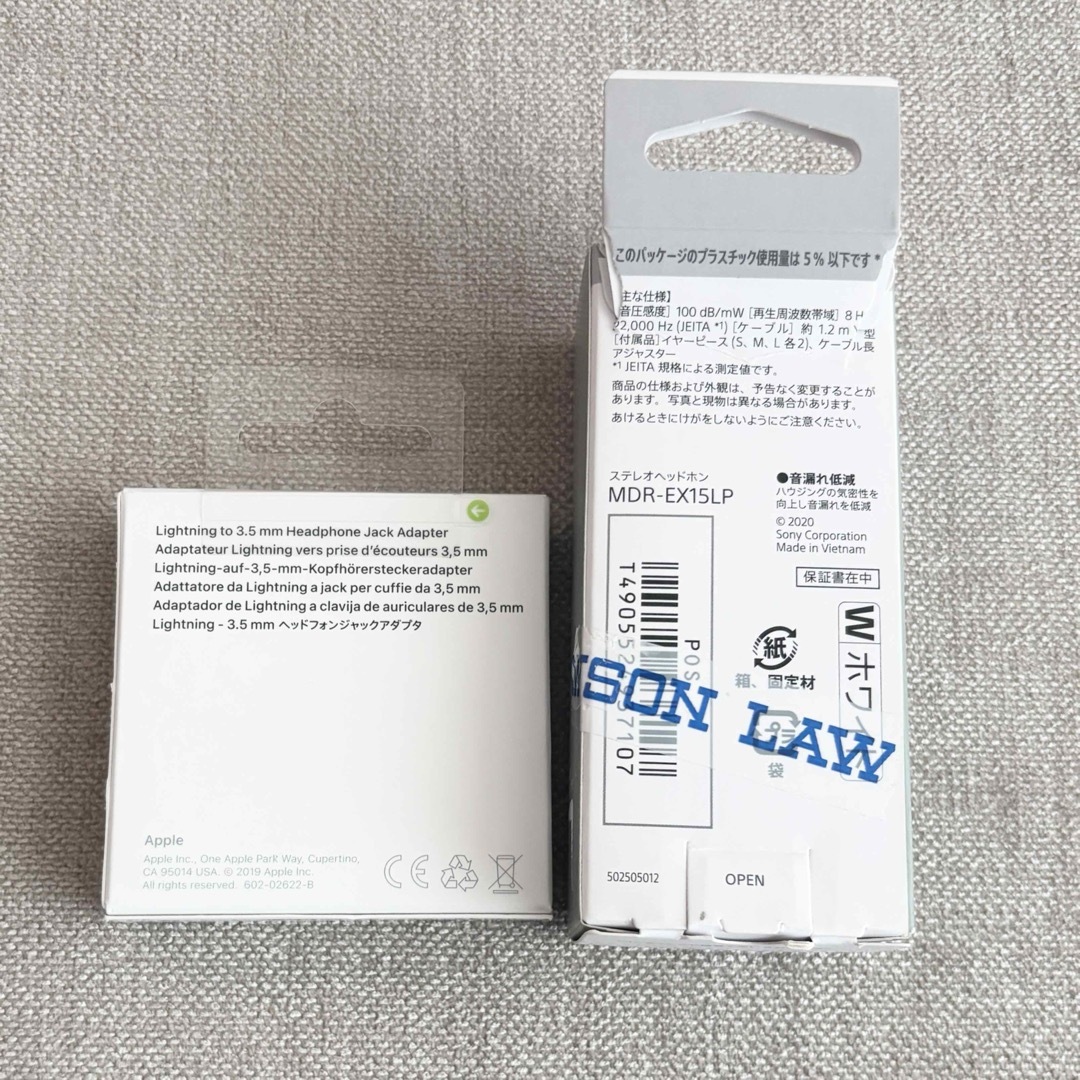 Lightning to 3.5 mm Headphone Jack Adapter
Adaptateur Lightning vers prise d'écouteurs 3,5 mm
Lightning-auf-3,5-mm-Kopfhörersteckeradapter
Adattatore da Lightning a jack per cuffie da 3,5 mm
Adaptador de Lightning a clavija de auriculares de 3,5 mm
Lightning - 3.5 mm ヘッドフォンジャックアダプタ
Apple
Apple Inc., One Apple Park Way, Cupertino,
CA 95014 USA. © 2019 Apple Inc.
All rights reserved. 602-02622-B
CE
このパッケージのプラスチック使用量は 5% 以下です*
主な仕様】
音圧感度］100 dB/mW［再生周波数帯域］8 H
22,000 Hz (JEITA *1)［ケーブル］約 1.2 m 型
［付属品］イヤーピース (S、M、L 各2)、ケーブル長
アジャスター
*1 JEITA 規格による測定値です。
商品の仕様および外観は、予告なく変更することが
あります。写真と現物は異なる場合があります。
あけるときにけがをしないようにご注意ください。
ステレオヘッドホン
MDR-EX15LP
●音漏れ低減
ハウジングの気密性を
向上し音漏れを低減
© 2020
Sony Corporation
Made in Vietnam
保証書在中
W ホワ
POS
紙
箱、固定材
袋
SON LAW
502505012
OPEN